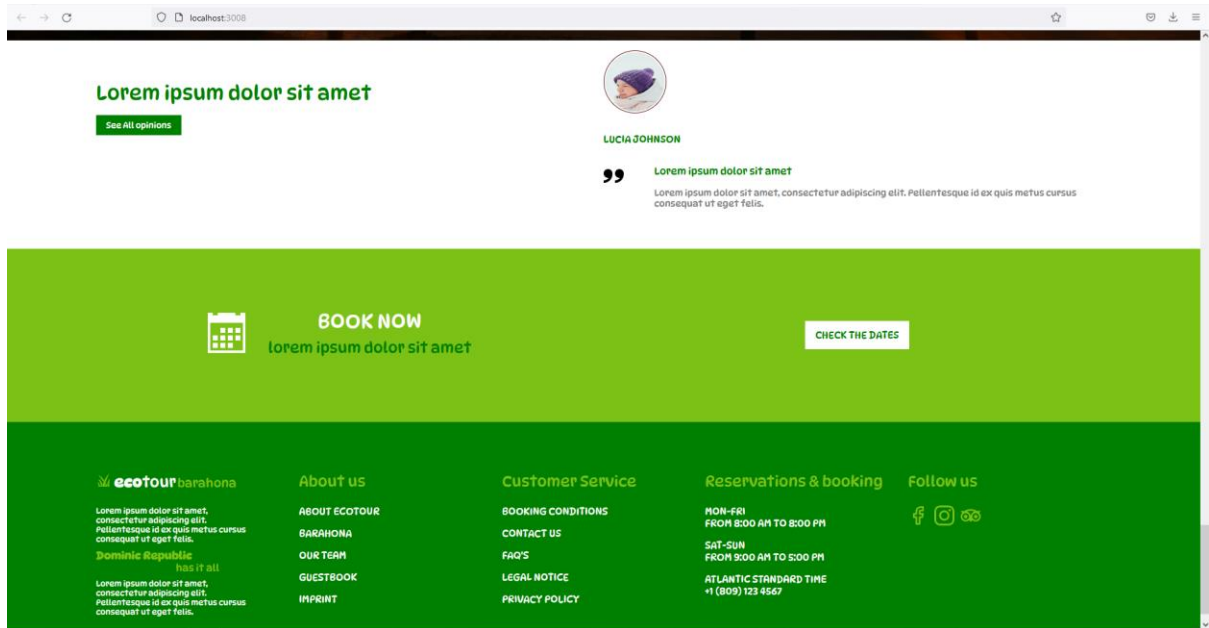 localhost:3008
Lorem ipsum dolor sit amet
See All opinions
LUCIA JOHNSON
Lorem ipsum dolor sit amet
Lorem ipsum dolor sit amet, consectetur adipiscing elit. Pellentesque id ex quis metus cursus
consequat ut eget felis.
BOOK NOW
lorem ipsum dolor sit amet
CHECK THE DATES
ecotour barahona
Lorem ipsum dolor sit amet,
consectetur adipiscing elit.
Pellentesque id ex quis metus cursus
consequat ut eget felis.
Dominic Republic
has it all
Lorem ipsum dolor sit amet,
consectetur adipiscing elit.
Pellentesque id ex quis metus cursus
consequat ut eget felis.
About us
ABOUT ECOTOUR
BARAHONA
OUR TEAM
GUESTBOOK
IMPRINT
Customer Service
BOOKING CONDITIONS
CONTACT US
FAQ'S
LEGAL NOTICE
PRIVACY POLICY
Reservations & booking
MON-FRI
FROM 8:00 AM TO 8:00 PM
SAT-SUN
FROM 9:00 AM TO 5:00 PM
ATLANTIC STANDARD TIME
+1 (809) 123 4567
Follow us